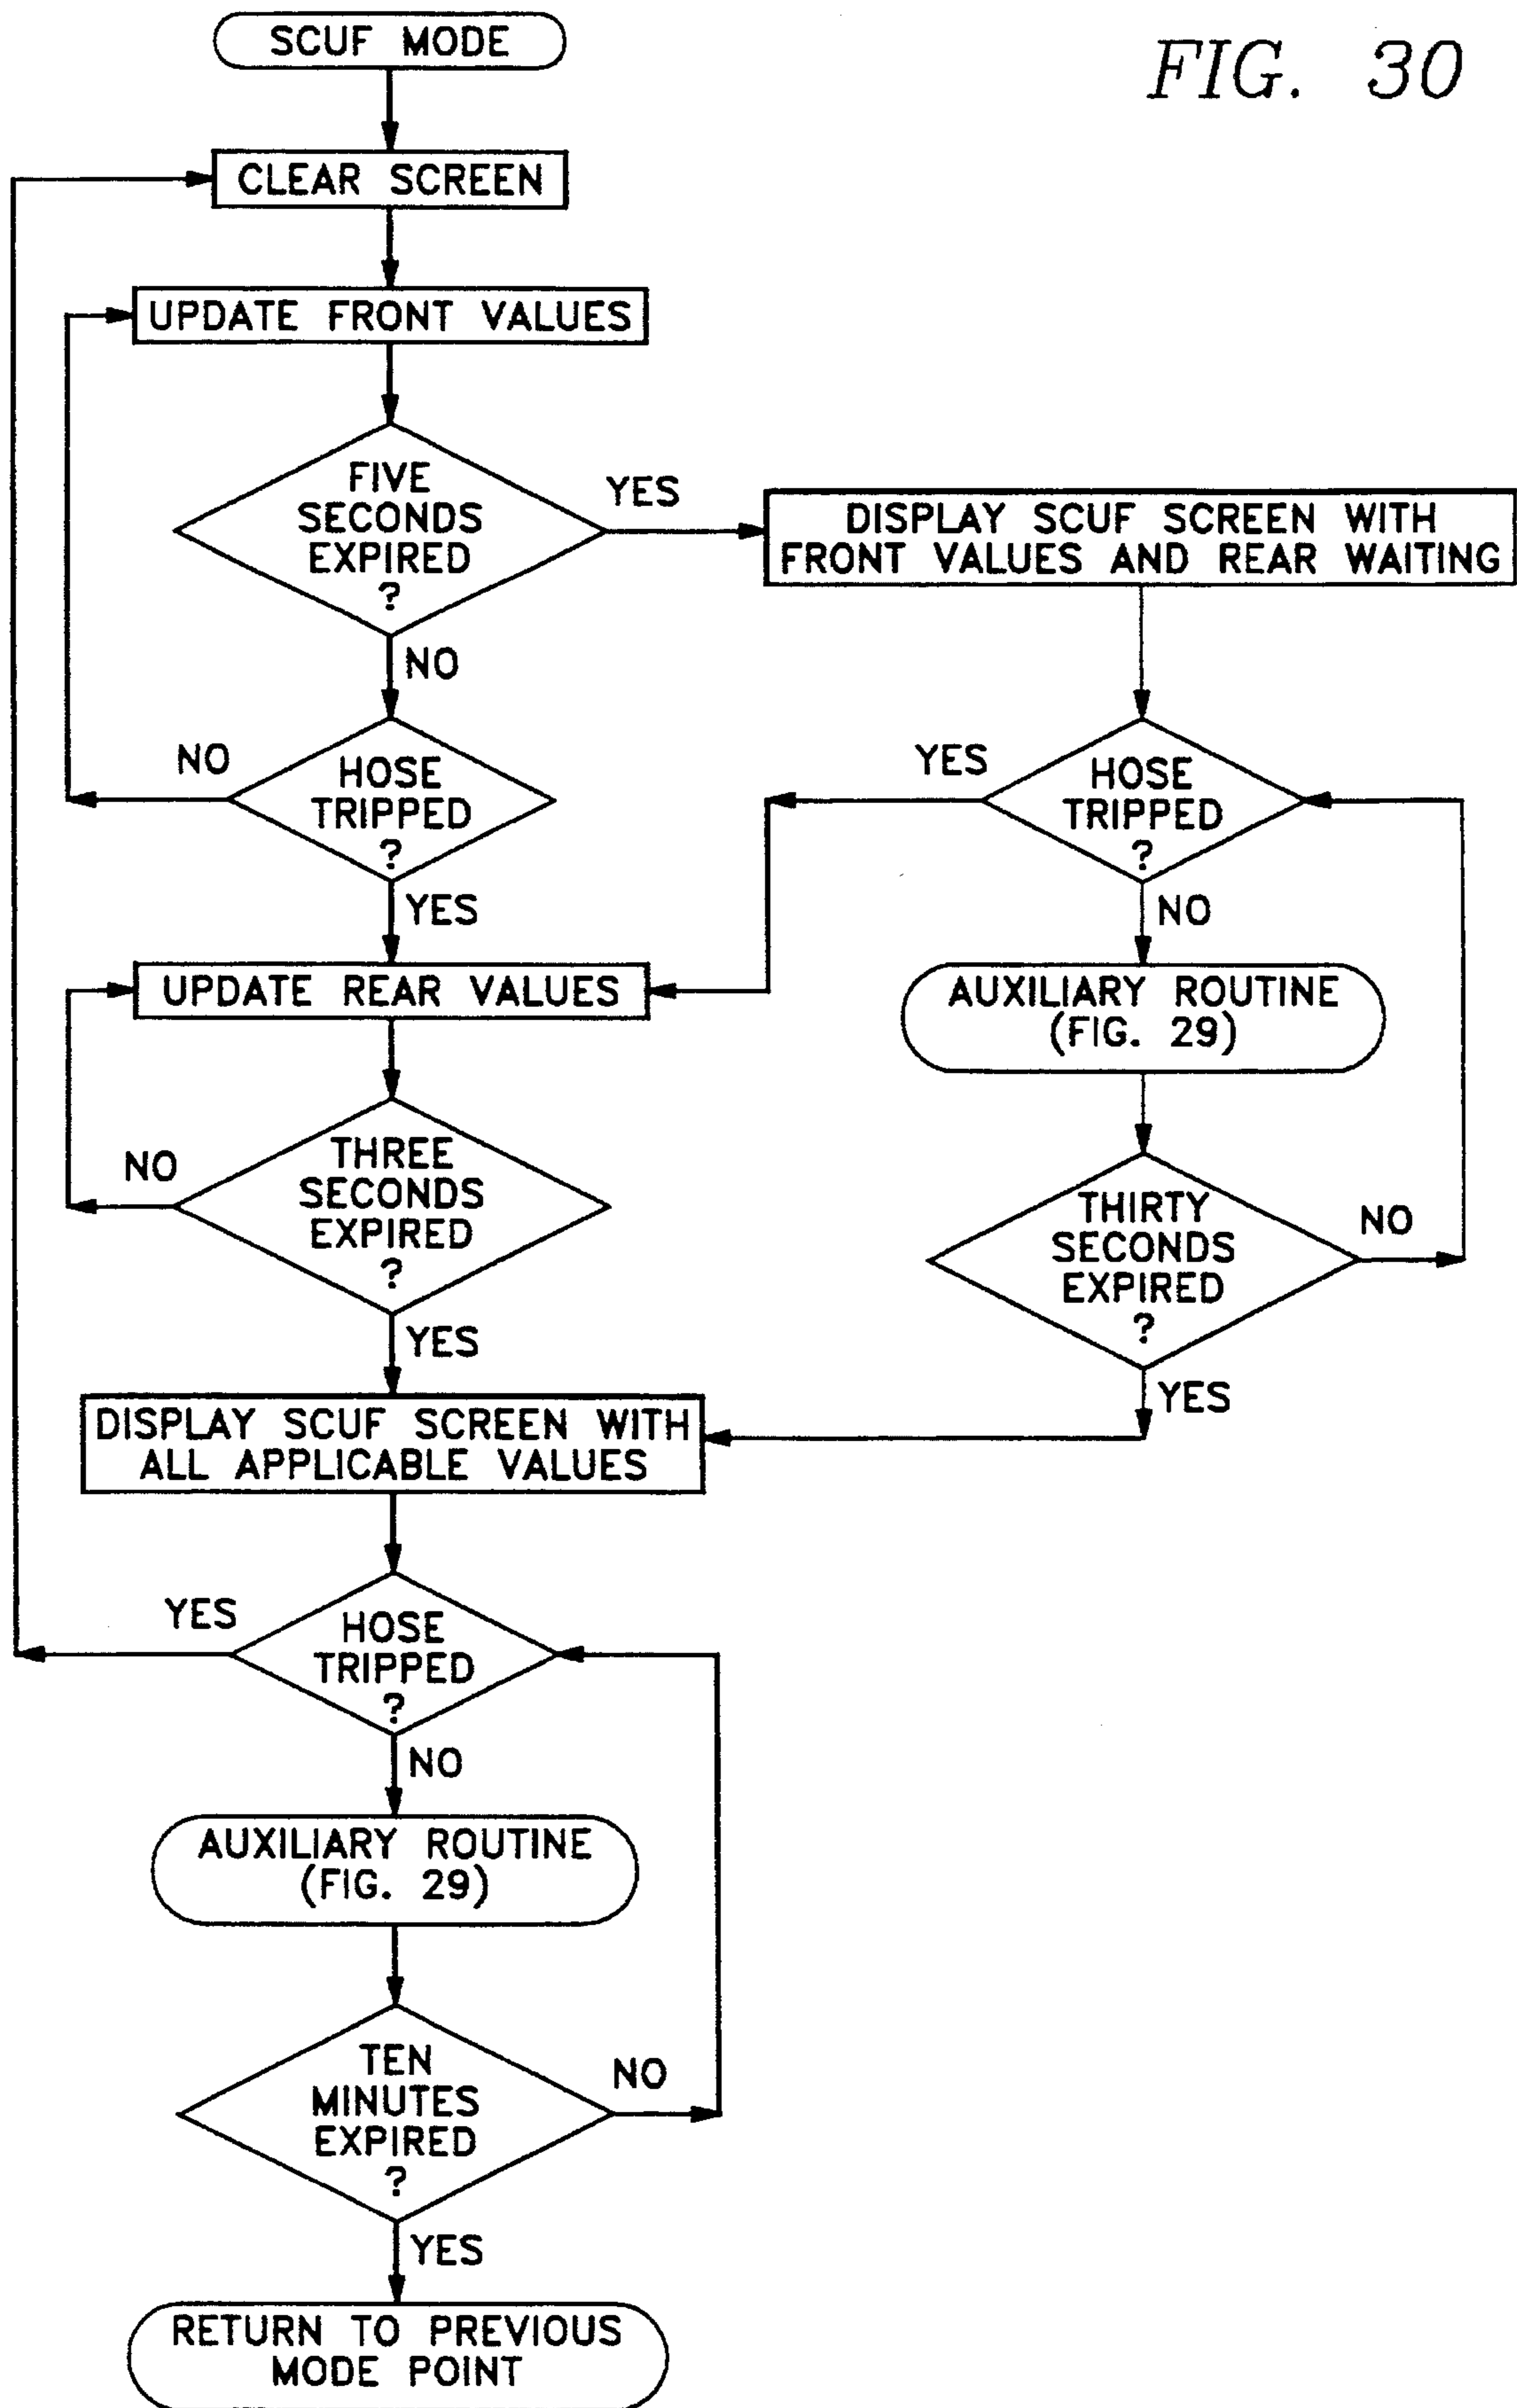 FIG. 30
SCUF MODE
CLEAR SCREEN
UPDATE FRONT VALUES
FIVE
SECONDS
EXPIRED
?
YES
DISPLAY SCUF SCREEN WITH
FRONT VALUES AND REAR WAITING
NO
HOSE
TRIPPED
?
NO
YES
HOSE
TRIPPED
?
YES
NO
UPDATE REAR VALUES
AUXILIARY ROUTINE
(FIG. 29)
THREE
SECONDS
EXPIRED
?
NO
YES
THIRTY
SECONDS
EXPIRED
?
NO
YES
DISPLAY SCUF SCREEN WITH
ALL APPLICABLE VALUES
HOSE
TRIPPED
?
YES
NO
AUXILIARY ROUTINE
(FIG. 29)
TEN
MINUTES
EXPIRED
?
NO
YES
RETURN TO PREVIOUS
MODE POINT